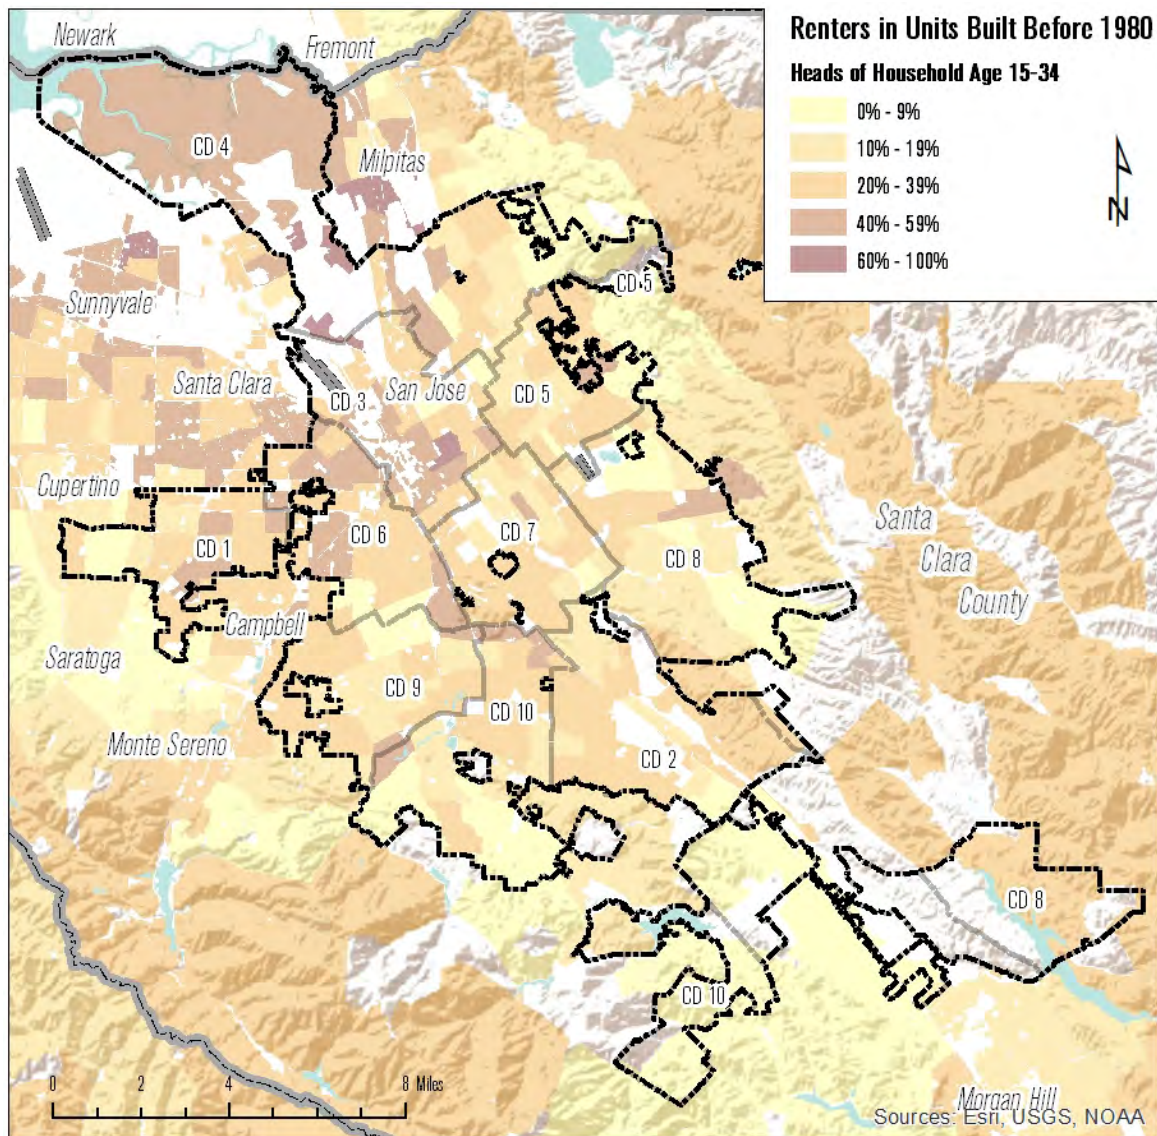 Renters in Units Built Before 1980
Heads of Household Age 15-34
0% - 9%
10% - 19%
20% - 39%
40% - 59%
60% - 100%
N
Newark
Fremont
CD 4
Milpitas
CD 5
Sunnyvale
Santa Clara
CD 3
San Jose
CD 5
Cupertino
CD 1
CD 6
CD 7
CD 8
Santa
Clara
County
Campbell
Saratoga
CD 9
CD 10
Monte Sereno
CD 2
CD 8
CD 10
0 2 4 8 Miles
Morgan Hill
Sources: Esri, USGS, NOAA